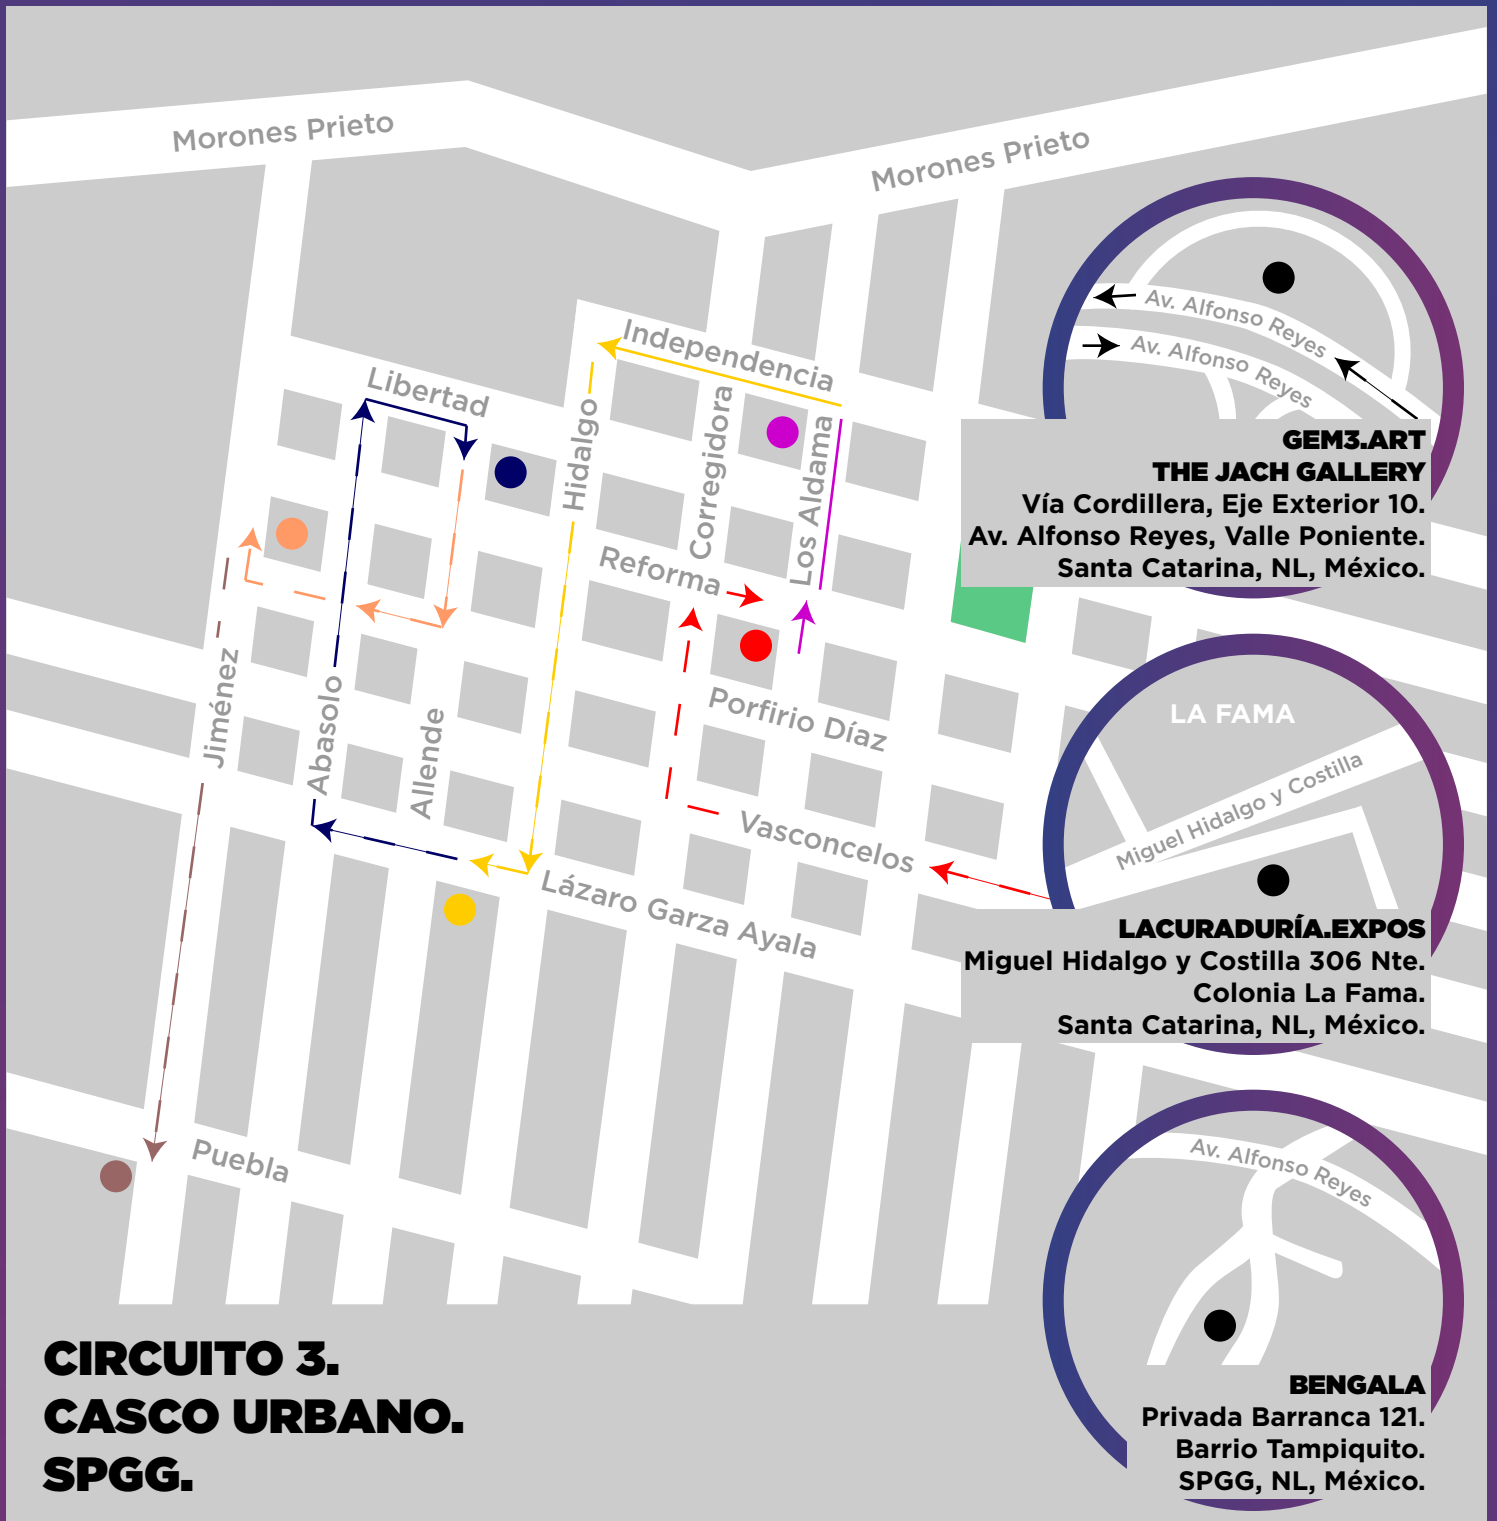 Morones Prieto
Morones Prieto
Av. Alfonso Reyes
Av. Alfonso Reyes
Independencia
Libertad
Hidalgo
Corregidora
Los Aldama
GEM3.ART
THE JACH GALLERY
Vía Cordillera, Eje Exterior 10.
Av. Alfonso Reyes, Valle Poniente.
Santa Catarina, NL, México.
Reforma
Jiménez
Abasolo
Allende
Porfirio Díaz
LA FAMA
Miguel Hidalgo y Costilla
Vasconcelos
Lázaro Garza Ayala
LACURADURÍA.EXPOS
Miguel Hidalgo y Costilla 306 Nte.
Colonia La Fama.
Santa Catarina, NL, México.
Puebla
Av. Alfonso Reyes
BENGALA
Privada Barranca 121.
Barrio Tampiquito.
SPGG, NL, México.
CIRCUITO 3.
CASCO URBANO.
SPGG.